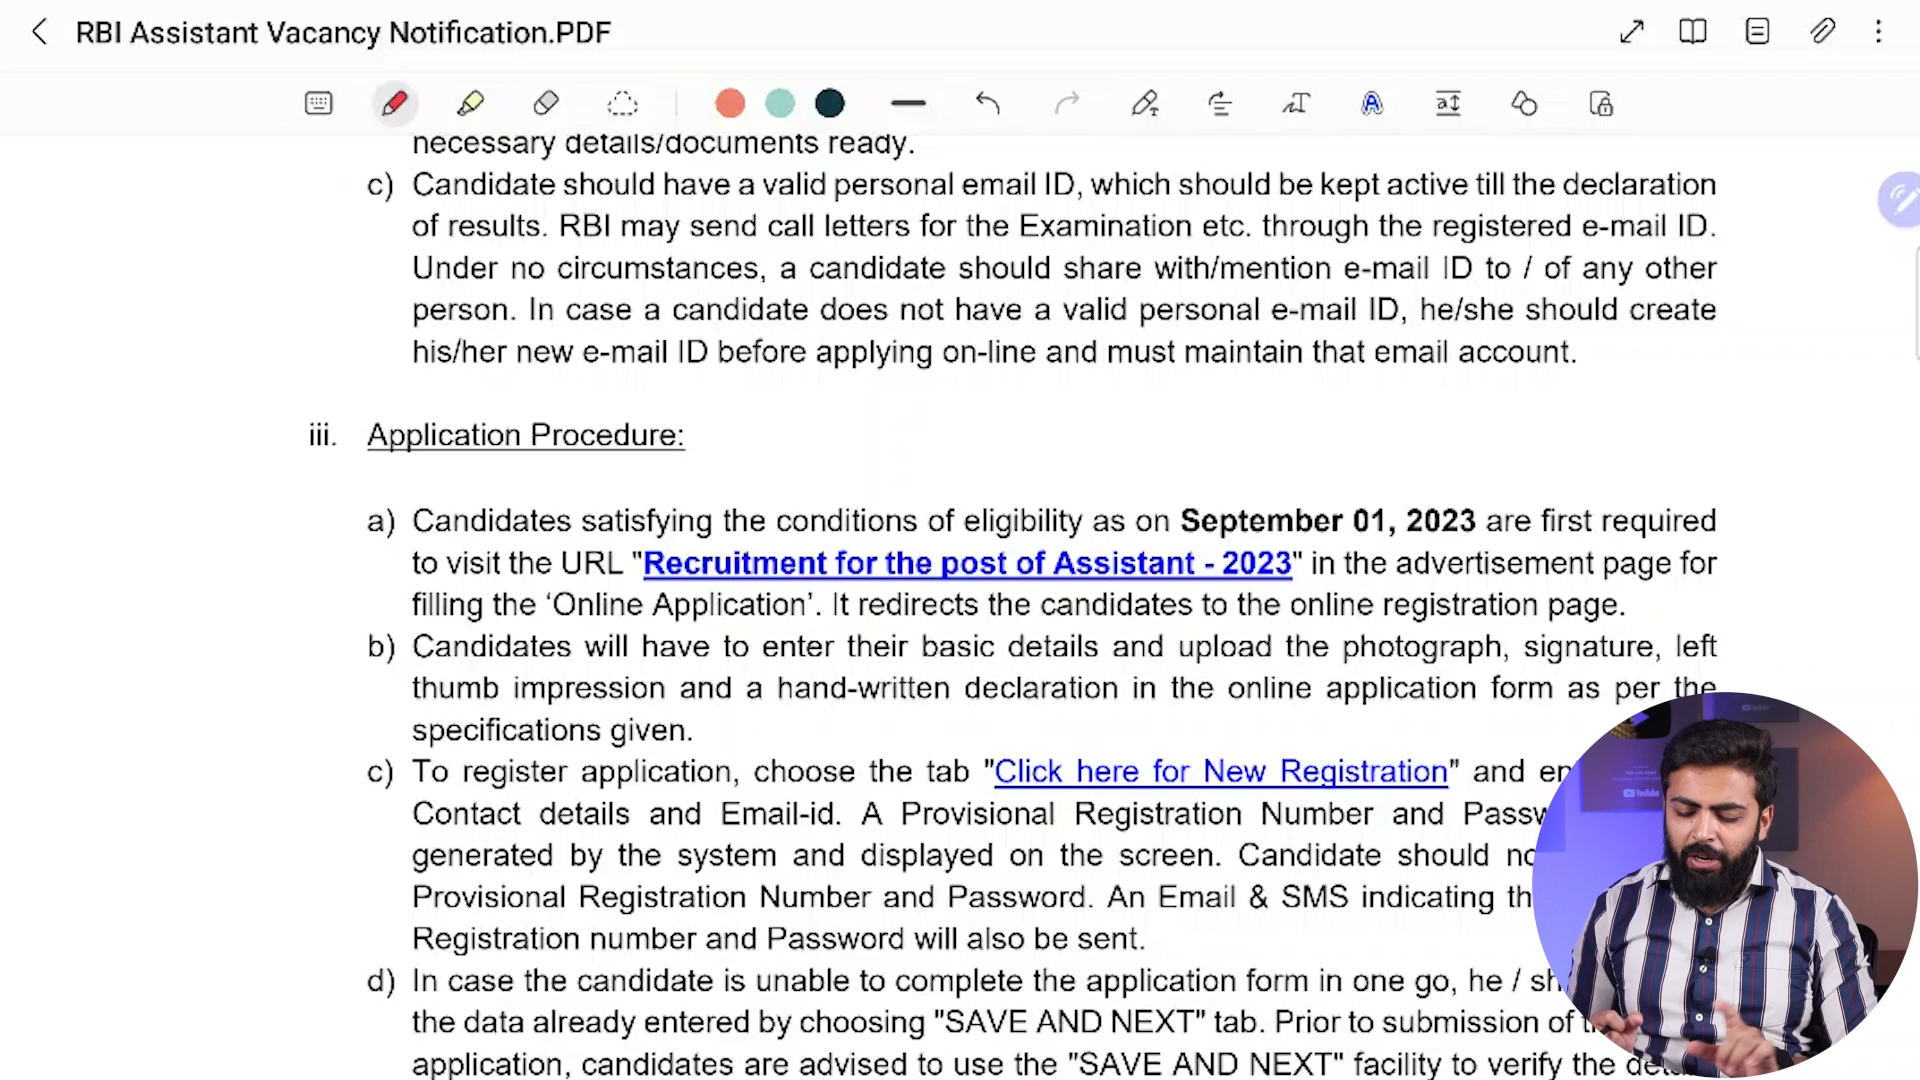 RBI Assistant Vacancy Notification.PDF
necessary details/documents ready.
c) Candidate should have a valid personal email ID, which should be kept active till the declaration
of results. RBI may send call letters for the Examination etc. through the registered e-mail ID.
Under no circumstances, a candidate should share with/mention e-mail ID to / of any other
person. In case a candidate does not have a valid personal e-mail ID, he/she should create
his/her new e-mail ID before applying on-line and must maintain that email account.
iii. Application Procedure:
a) Candidates satisfying the conditions of eligibility as on September 01, 2023 are first required
to visit the URL "Recruitment for the post of Assistant - 2023" in the advertisement page for
filling the ‘Online Application’. It redirects the candidates to the online registration page.
b) Candidates will have to enter their basic details and upload the photograph, signature, left
thumb impression and a hand-written declaration in the online application form as per the
specifications given.
c) To register application, choose the tab "Click here for New Registration" and
Contact details and Email-id. A Provisional Registration Number and
generated by the system and displayed on the screen. Candidate should
Provisional Registration Number and Password. An Email & SMS indicating
Registration number and Password will also be sent.
d) In case the candidate is unable to complete the application form in one go, he /
the data already entered by choosing "SAVE AND NEXT" tab. Prior to submission of
application, candidates are advised to use the "SAVE AND NEXT" facility to verify the
YouTube